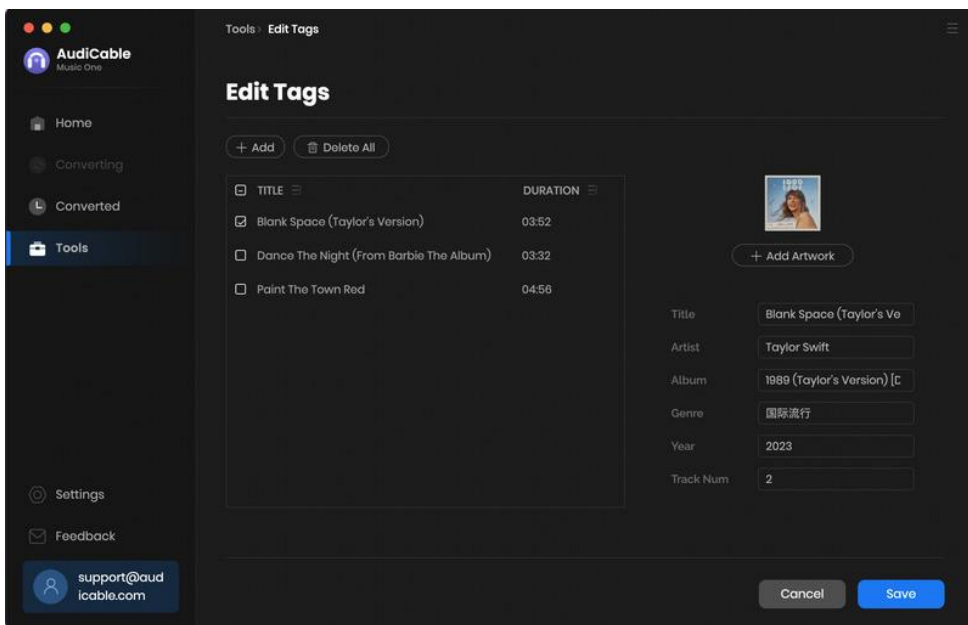 AudiCable
Music One
Home
Converting
Converted
Tools
Settings
Feedback
support@aud
icable.com
Tools› Edit Tags
Edit Tags
+ Add
Delete All
TITLE DURATION
Blank Space (Taylor's Version) 03:52
Dance The Night (From Barbie The Album) 03:32
Paint The Town Red 04:56
1989
+ Add Artwork
Title Blank Space (Taylor's Ve
Artist Taylor Swift
Album 1989 (Taylor's Version) [D
Genre 国际流行
Year 2023
Track Num 2
Cancel
Save